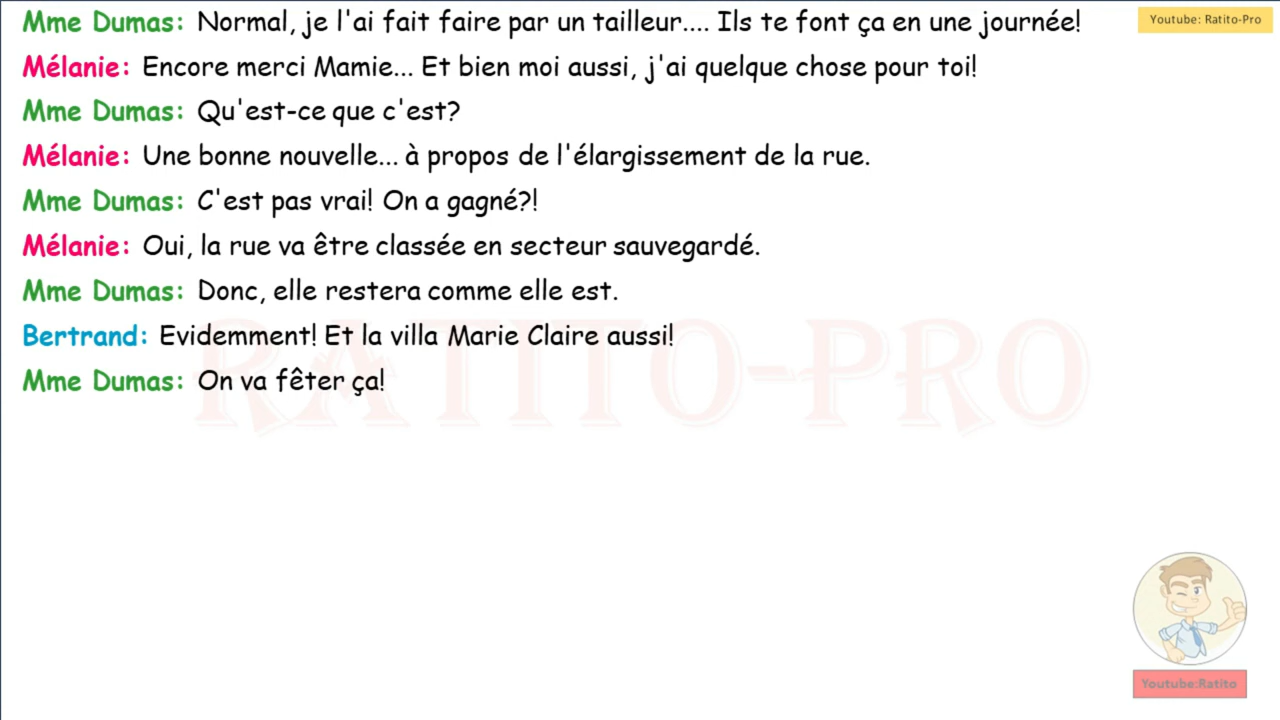 Mme Dumas: Normal, je l'ai fait faire par un tailleur.... Ils te font ça en une journée!
Youtube: Ratito-Pro
Mélanie: Encore merci Mamie... Et bien moi aussi, j'ai quelque chose pour toi!
Mme Dumas: Qu'est-ce que c'est?
Mélanie: Une bonne nouvelle... à propos de l'élargissement de la rue.
Mme Dumas: C'est pas vrai! On a gagné?!
Mélanie: Oui, la rue va être classée en secteur sauvegardé.
Mme Dumas: Donc, elle restera comme elle est.
Bertrand: Evidemment! Et la villa Marie Claire aussi!
RATITO-PRO
Mme Dumas: On va fêter ça!
Youtube:Ratito